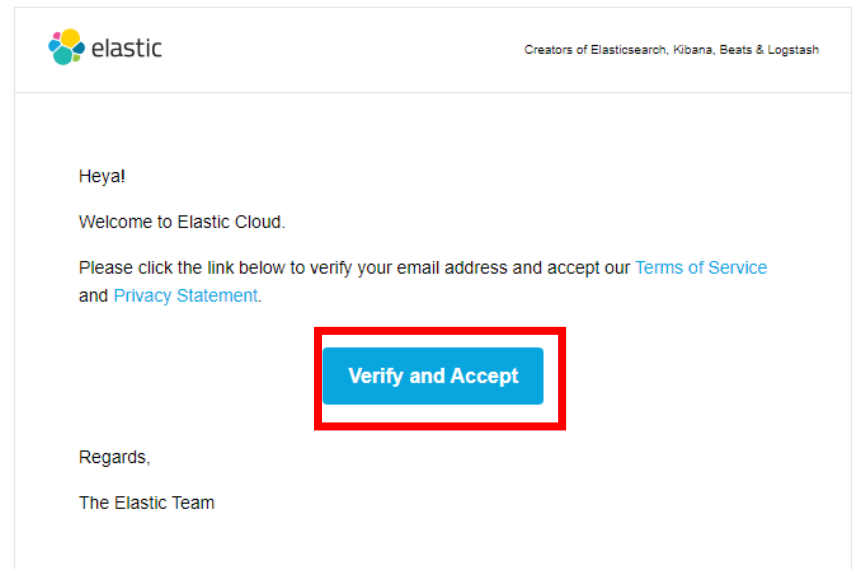 elastic
Creators of Elasticsearch, Kibana, Beats & Logstash
Heya!
Welcome to Elastic Cloud.
Please click the link below to verify your email address and accept our Terms of Service
and Privacy Statement.
Verify and Accept
Regards,
The Elastic Team